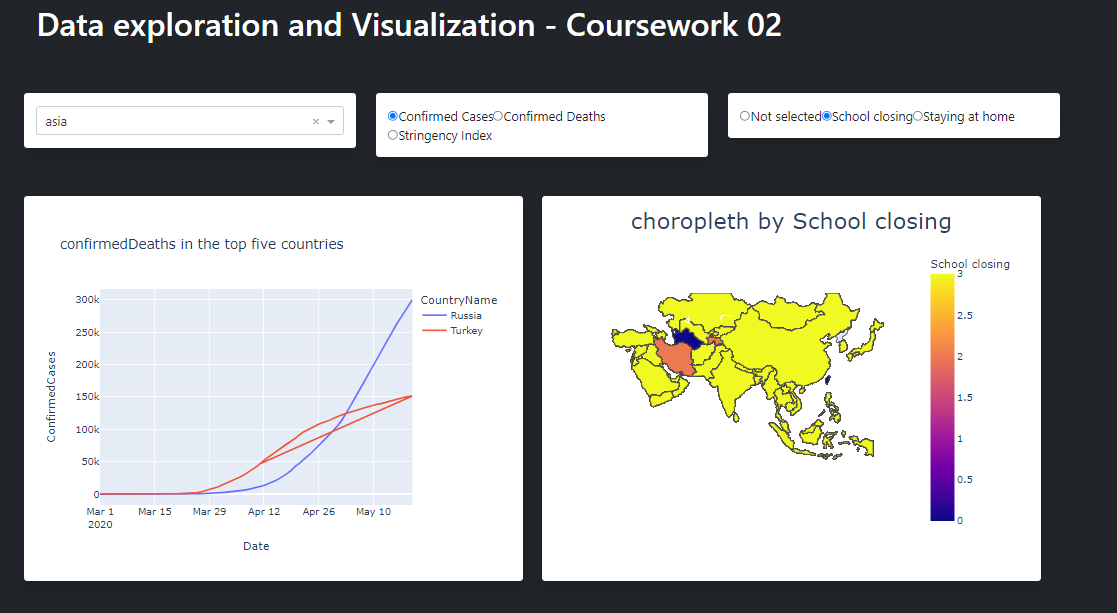 Data exploration and Visualization - Coursework 02
asia
× 
Confirmed Cases Confirmed Deaths
Stringency Index
Not selected School closing Staying at home
confirmedDeaths in the top five countries
ConfirmedCases
300k
250k
200k
150k
100k
50k
0
Mar 1 Mar 15 Mar 29 Apr 12 Apr 26 May 10
2020
Date
CountryName
Russia
Turkey
choropleth by School closing
School closing
3
2.5
2
1.5
1
0.5
0